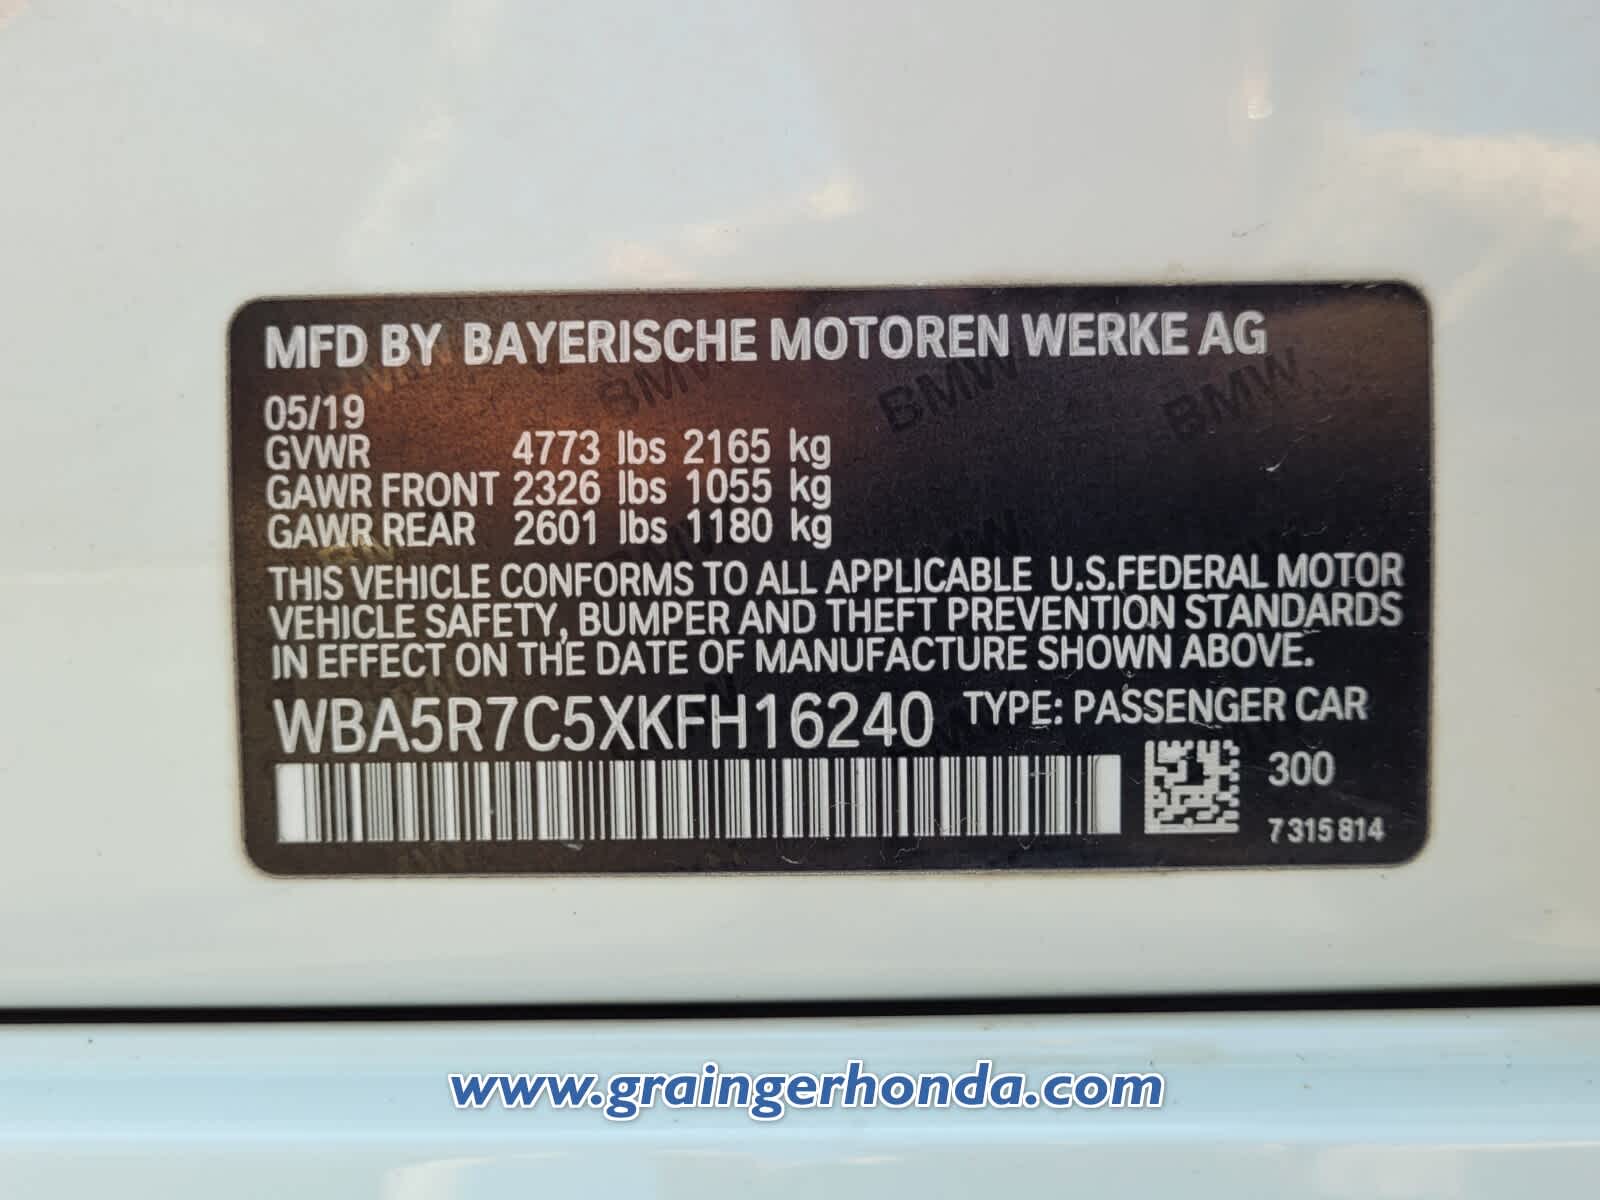 MFD BY BAYERISCHE MOTOREN WERKE AG
05/19
GVWR 4773 lbs 2165 kg
GAWR FRONT 2326 lbs 1055 kg
GAWR REAR 2601 lbs 1180 kg
THIS VEHICLE CONFORMS TO ALL APPLICABLE U.S.FEDERAL MOTOR
VEHICLE SAFETY, BUMPER AND THEFT PREVENTION STANDARDS
IN EFFECT ON THE DATE OF MANUFACTURE SHOWN ABOVE.
WBA5R7C5XKFH16240 TYPE: PASSENGER CAR
300
7315814
BMW BMW BMW
www.graingerhonda.com